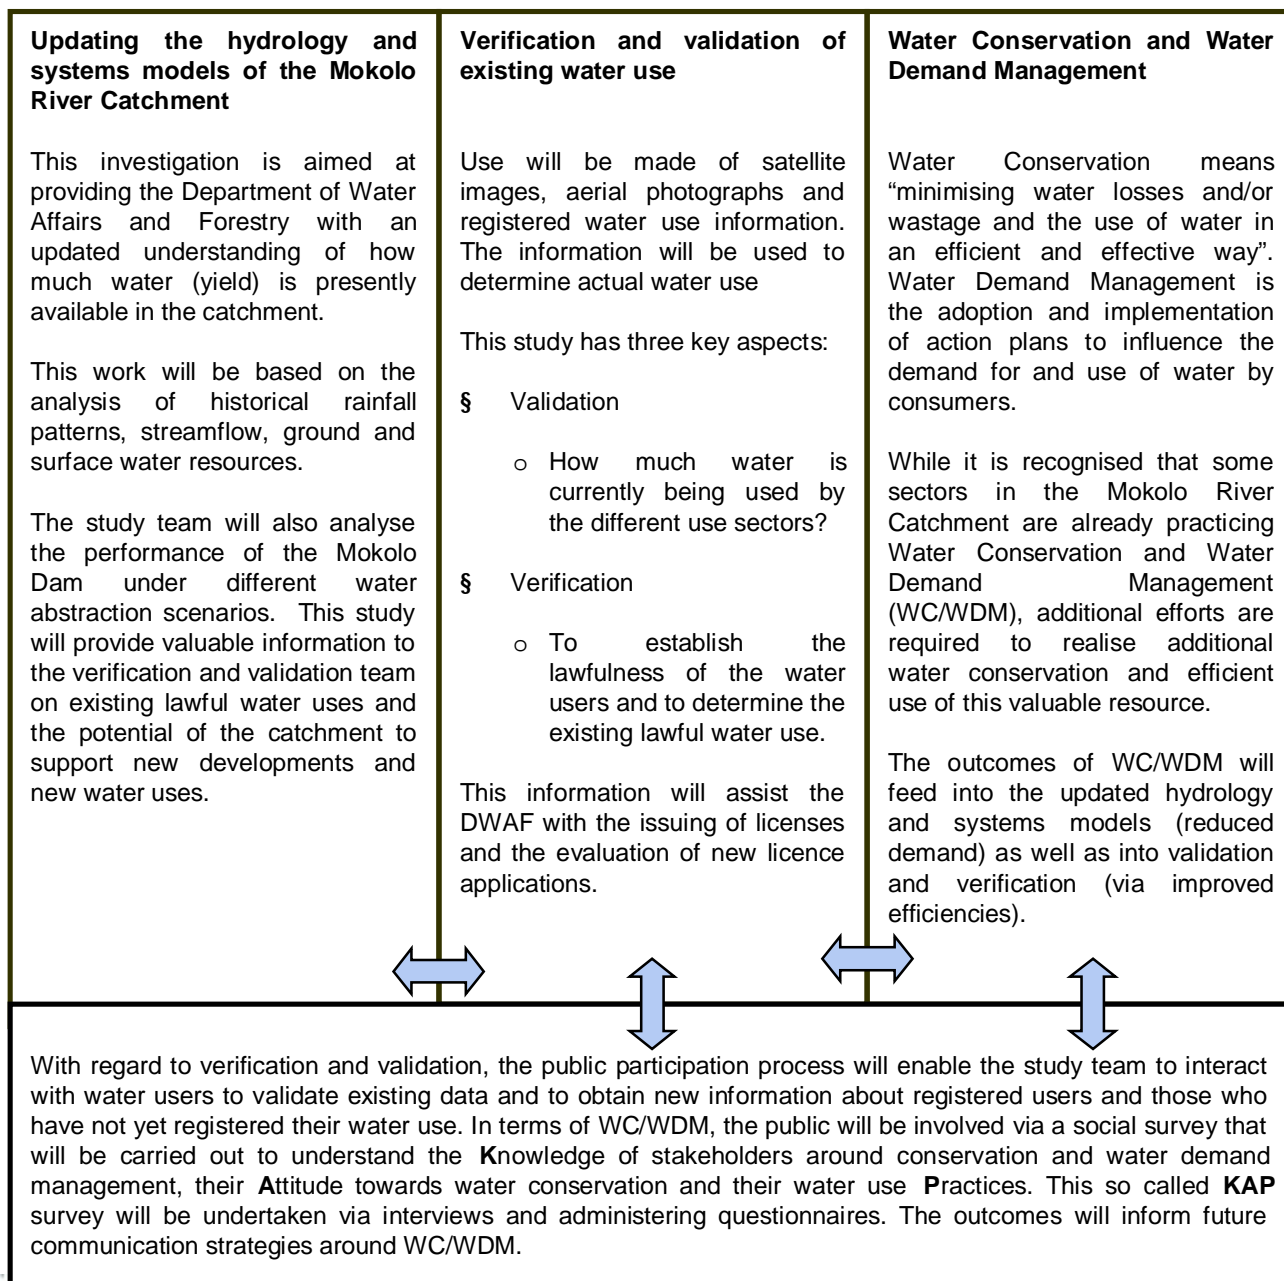 Updating the hydrology and
systems models of the Mokolo
River Catchment
This investigation is aimed at
providing the Department of Water
Affairs and Forestry with an
updated understanding of how
much water (yield) is presently
available in the catchment.
This work will be based on the
analysis of historical rainfall
patterns, streamflow, ground and
surface water resources.
The study team will also analyse
the performance of the Mokolo
Dam under different water
abstraction scenarios. This study
will provide valuable information to
the verification and validation team
on existing lawful water uses and
the potential of the catchment to
support new developments and
new water uses.
Verification and validation of
existing water use
Use will be made of satellite
images, aerial photographs and
registered water use information.
The information will be used to
determine actual water use
This study has three key aspects:
§ Validation
o How much water is
currently being used by
the different use sectors?
§ Verification
o To establish the
lawfulness of the water
users and to determine the
existing lawful water use.
This information will assist the
DWAF with the issuing of licenses
and the evaluation of new licence
applications.
Water Conservation and Water
Demand Management
Water Conservation means
“minimising water losses and/or
wastage and the use of water in
an efficient and effective way”.
Water Demand Management is
the adoption and implementation
of action plans to influence the
demand for and use of water by
consumers.
While it is recognised that some
sectors in the Mokolo River
Catchment are already practicing
Water Conservation and Water
Demand Management
(WC/WDM), additional efforts are
required to realise additional
water conservation and efficient
use of this valuable resource.
The outcomes of WC/WDM will
feed into the updated hydrology
and systems models (reduced
demand) as well as into validation
and verification (via improved
efficiencies).
With regard to verification and validation, the public participation process will enable the study team to interact
with water users to validate existing data and to obtain new information about registered users and those who
have not yet registered their water use. In terms of WC/WDM, the public will be involved via a social survey that
will be carried out to understand the Knowledge of stakeholders around conservation and water demand
management, their Attitude towards water conservation and their water use Practices. This so called KAP
survey will be undertaken via interviews and administering questionnaires. The outcomes will inform future
communication strategies around WC/WDM.